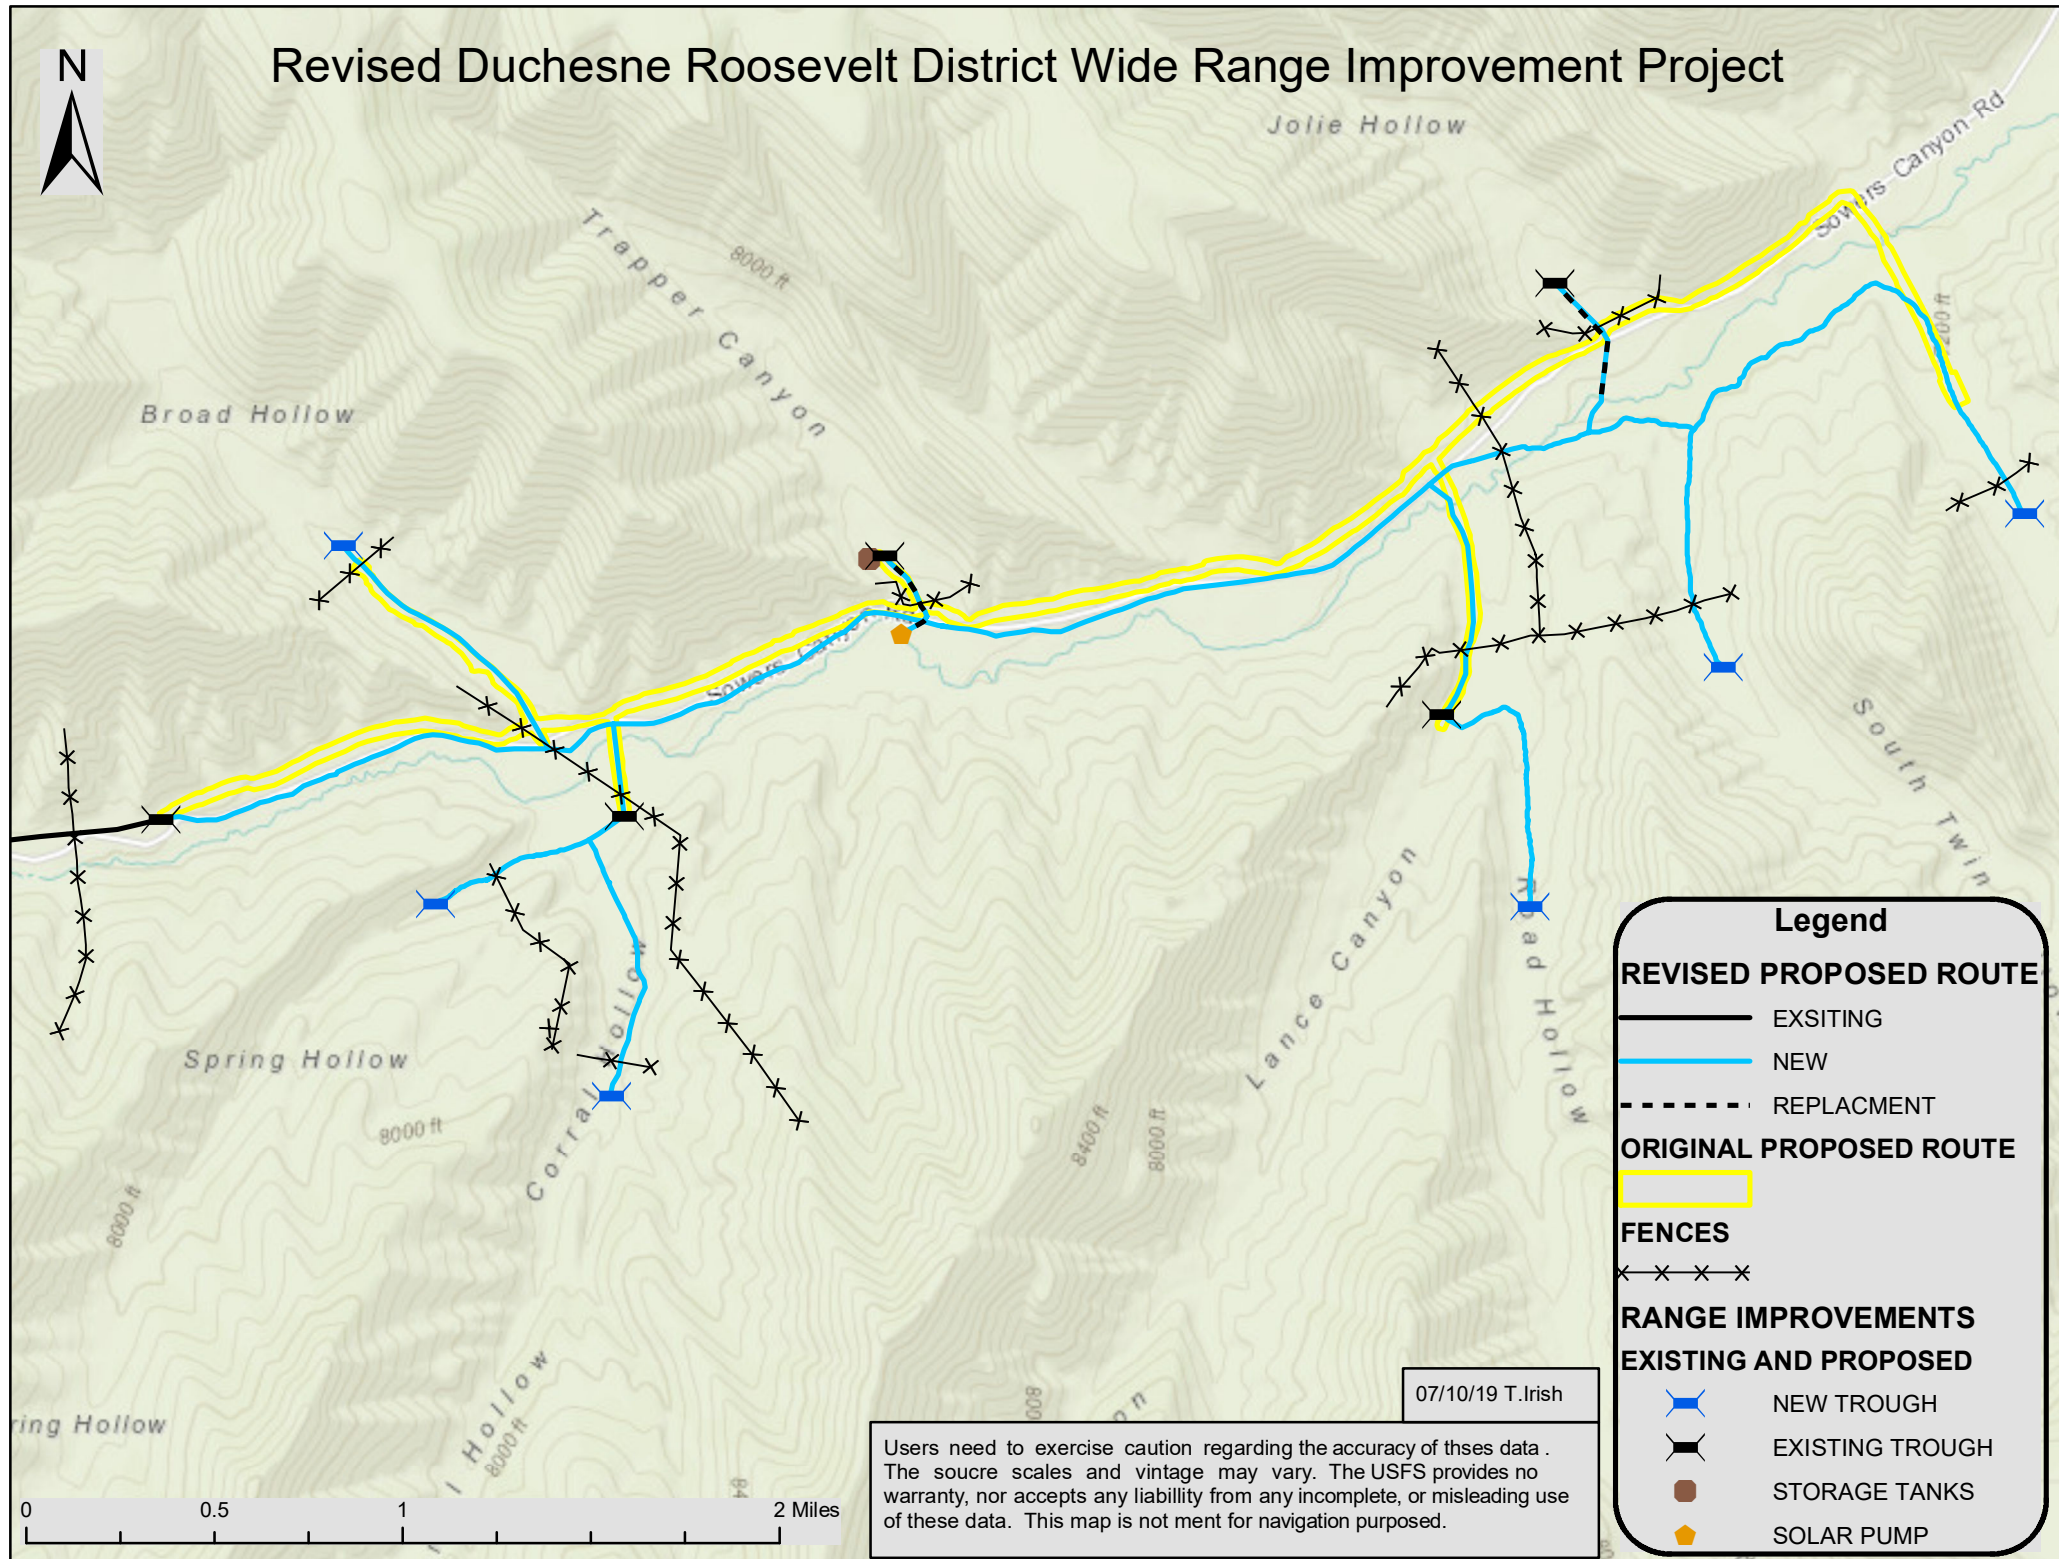 Revised Duchesne Roosevelt District Wide Range Improvement Project
N
Jolie Hollow
Sowers Canyon Rd
Trapper Canyon
8000 ft
Broad Hollow
Sowers Canyon Rd
South Twin
Lance Canyon
Road Hollow
Spring Hollow
Corral Hollow
8000 ft
8000 ft
8400 ft
8000 ft
ring Hollow
l Hollow
8000 ft
on
0 0.5 1 2 Miles
07/10/19 T.Irish
Users need to exercise caution regarding the accuracy of thses data .
The soucre scales and vintage may vary. The USFS provides no
warranty, nor accepts any liabillity from any incomplete, or misleading use
of these data. This map is not ment for navigation purposed.
Legend
REVISED PROPOSED ROUTE
EXSITING
NEW
REPLACMENT
ORIGINAL PROPOSED ROUTE
FENCES
RANGE IMPROVEMENTS
EXISTING AND PROPOSED
NEW TROUGH
EXISTING TROUGH
STORAGE TANKS
SOLAR PUMP